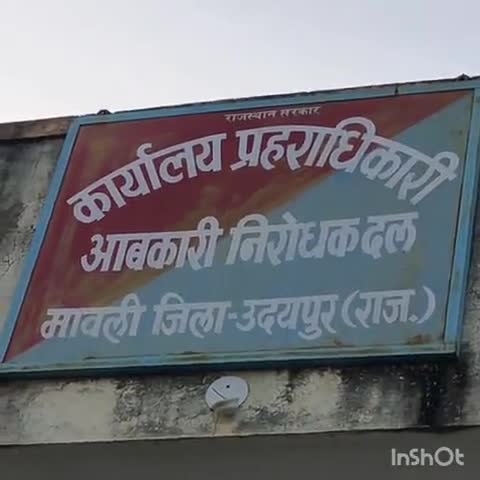 राजस्थान सरकार
कार्यालय प्रहराधिकारी
आबकारी निरोधक दल
मावली जिला-उदयपुर (राज.)
InShOt